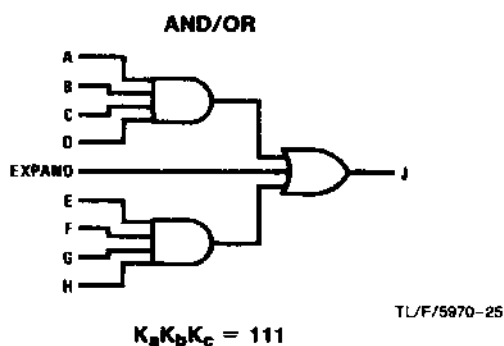 AND/OR
A
B
C
D
EXPAND
E
F
G
H
J
TL/F/5970-25
KaKbKc = 111